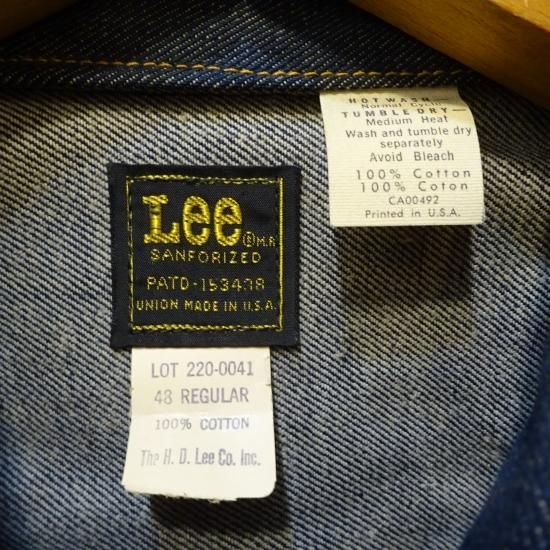 HOT WASH—
Normal Cycle
TUMBLE DRY—
Medium Heat
Wash and tumble dry
separately
Avoid Bleach
100% Cotton
100% Coton
CA00492
Printed in U.S.A.
Lee ® M.R.
SANFORIZED
PATD-153438
UNION MADE IN U.S.A.
LOT 220-0041
48 REGULAR
100% COTTON
The H. D. Lee Co. Inc.